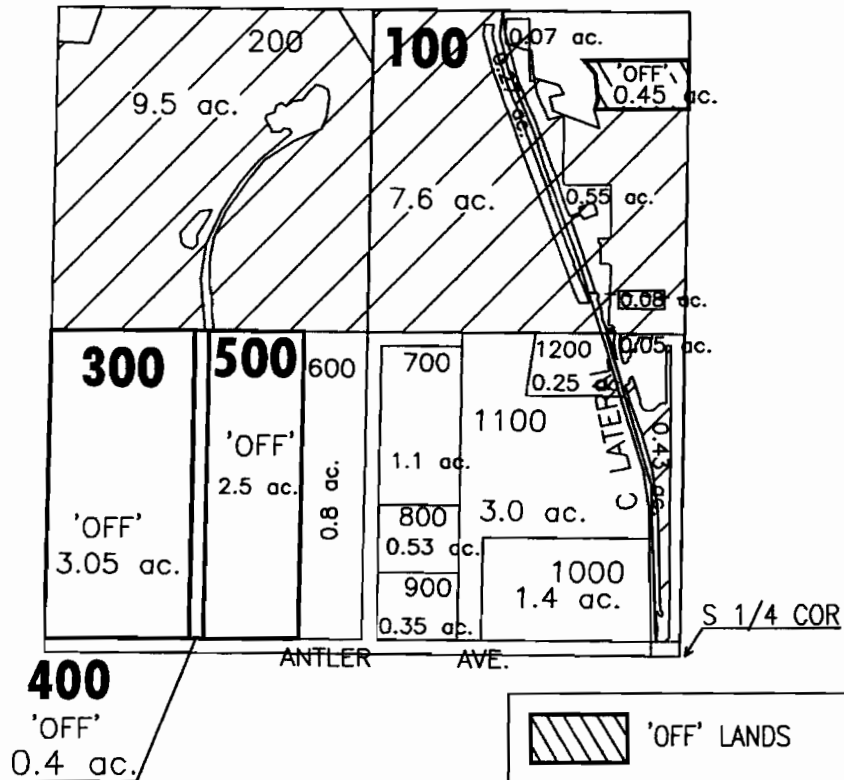 200
9.5 ac.
100
0.07 ac.
'OFF'
0.45 ac.
7.6 ac.
0.55 ac.
0.08 ac.
0.05 ac.
300
'OFF'
3.05 ac.
500
'OFF'
2.5 ac.
600
0.8 ac.
700
1.1 ac.
800
0.53 ac.
900
0.35 ac.
1200
0.25
1100
3.0 ac.
1000
1.4 ac.
C LATERAL
0.43 ac.
S 1/4 COR
ANTLER AVE.
400
'OFF'
0.4 ac.
'OFF' LANDS